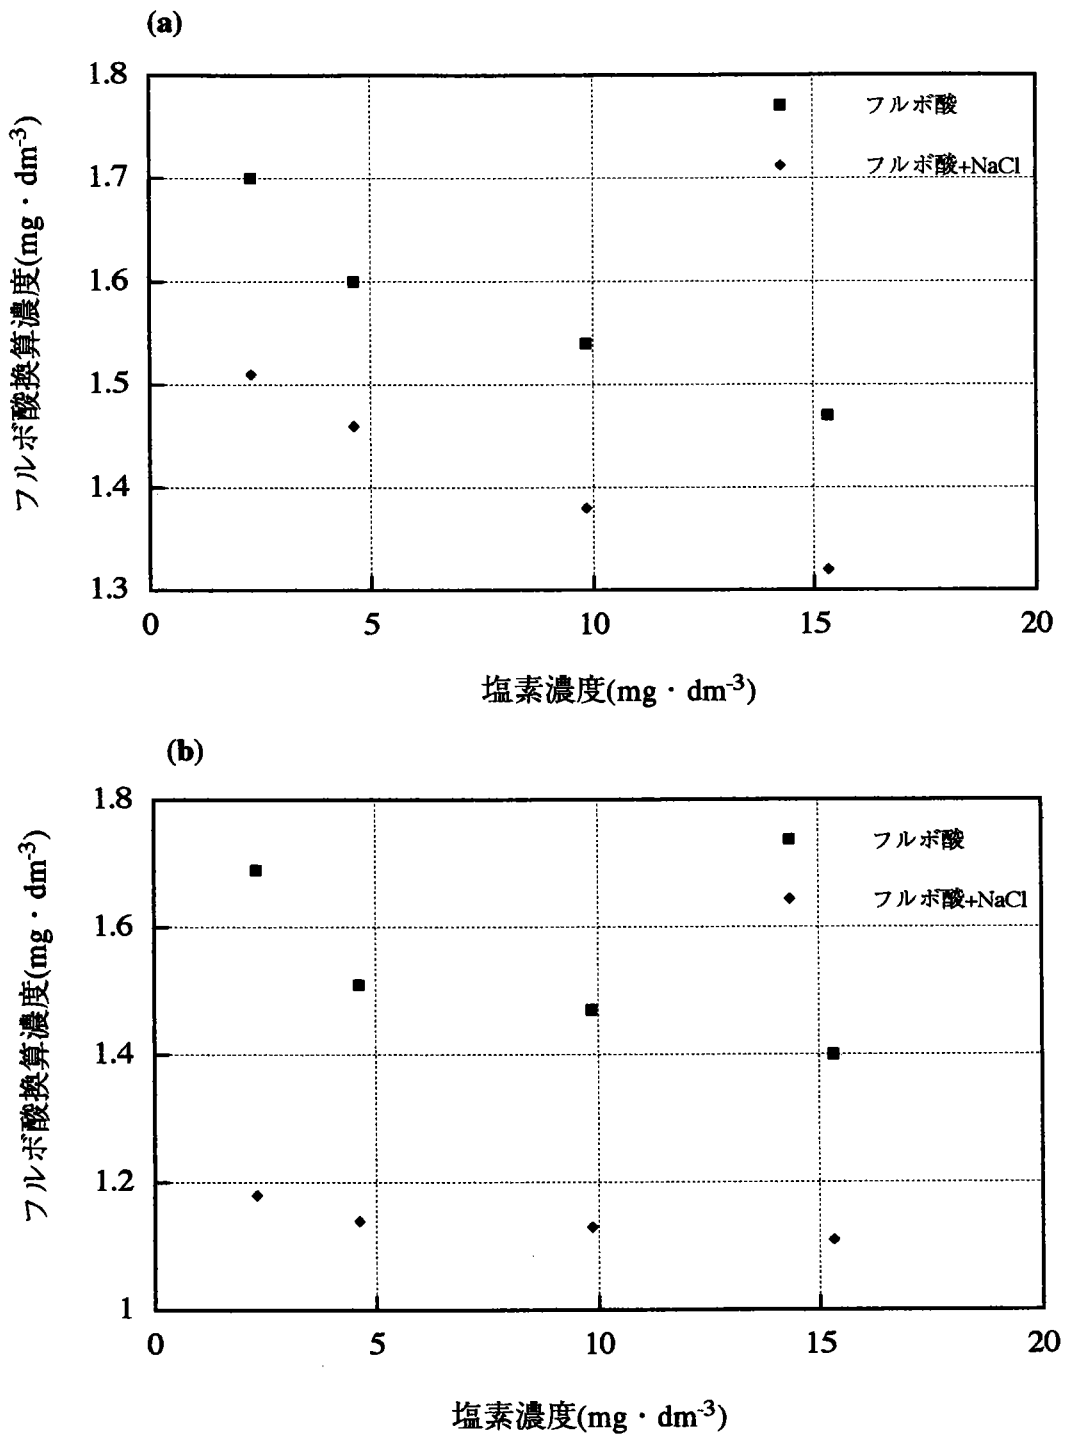 (a)
フルボ酸換算濃度(mg・dm-3)
1.8
1.7
1.6
1.5
1.4
1.3
フルボ酸
フルボ酸+NaCl
0 5 10 15 20
塩素濃度(mg・dm-3)
(b)
フルボ酸換算濃度(mg・dm-3)
1.8
1.6
1.4
1.2
1
フルボ酸
フルボ酸+NaCl
0 5 10 15 20
塩素濃度(mg・dm-3)